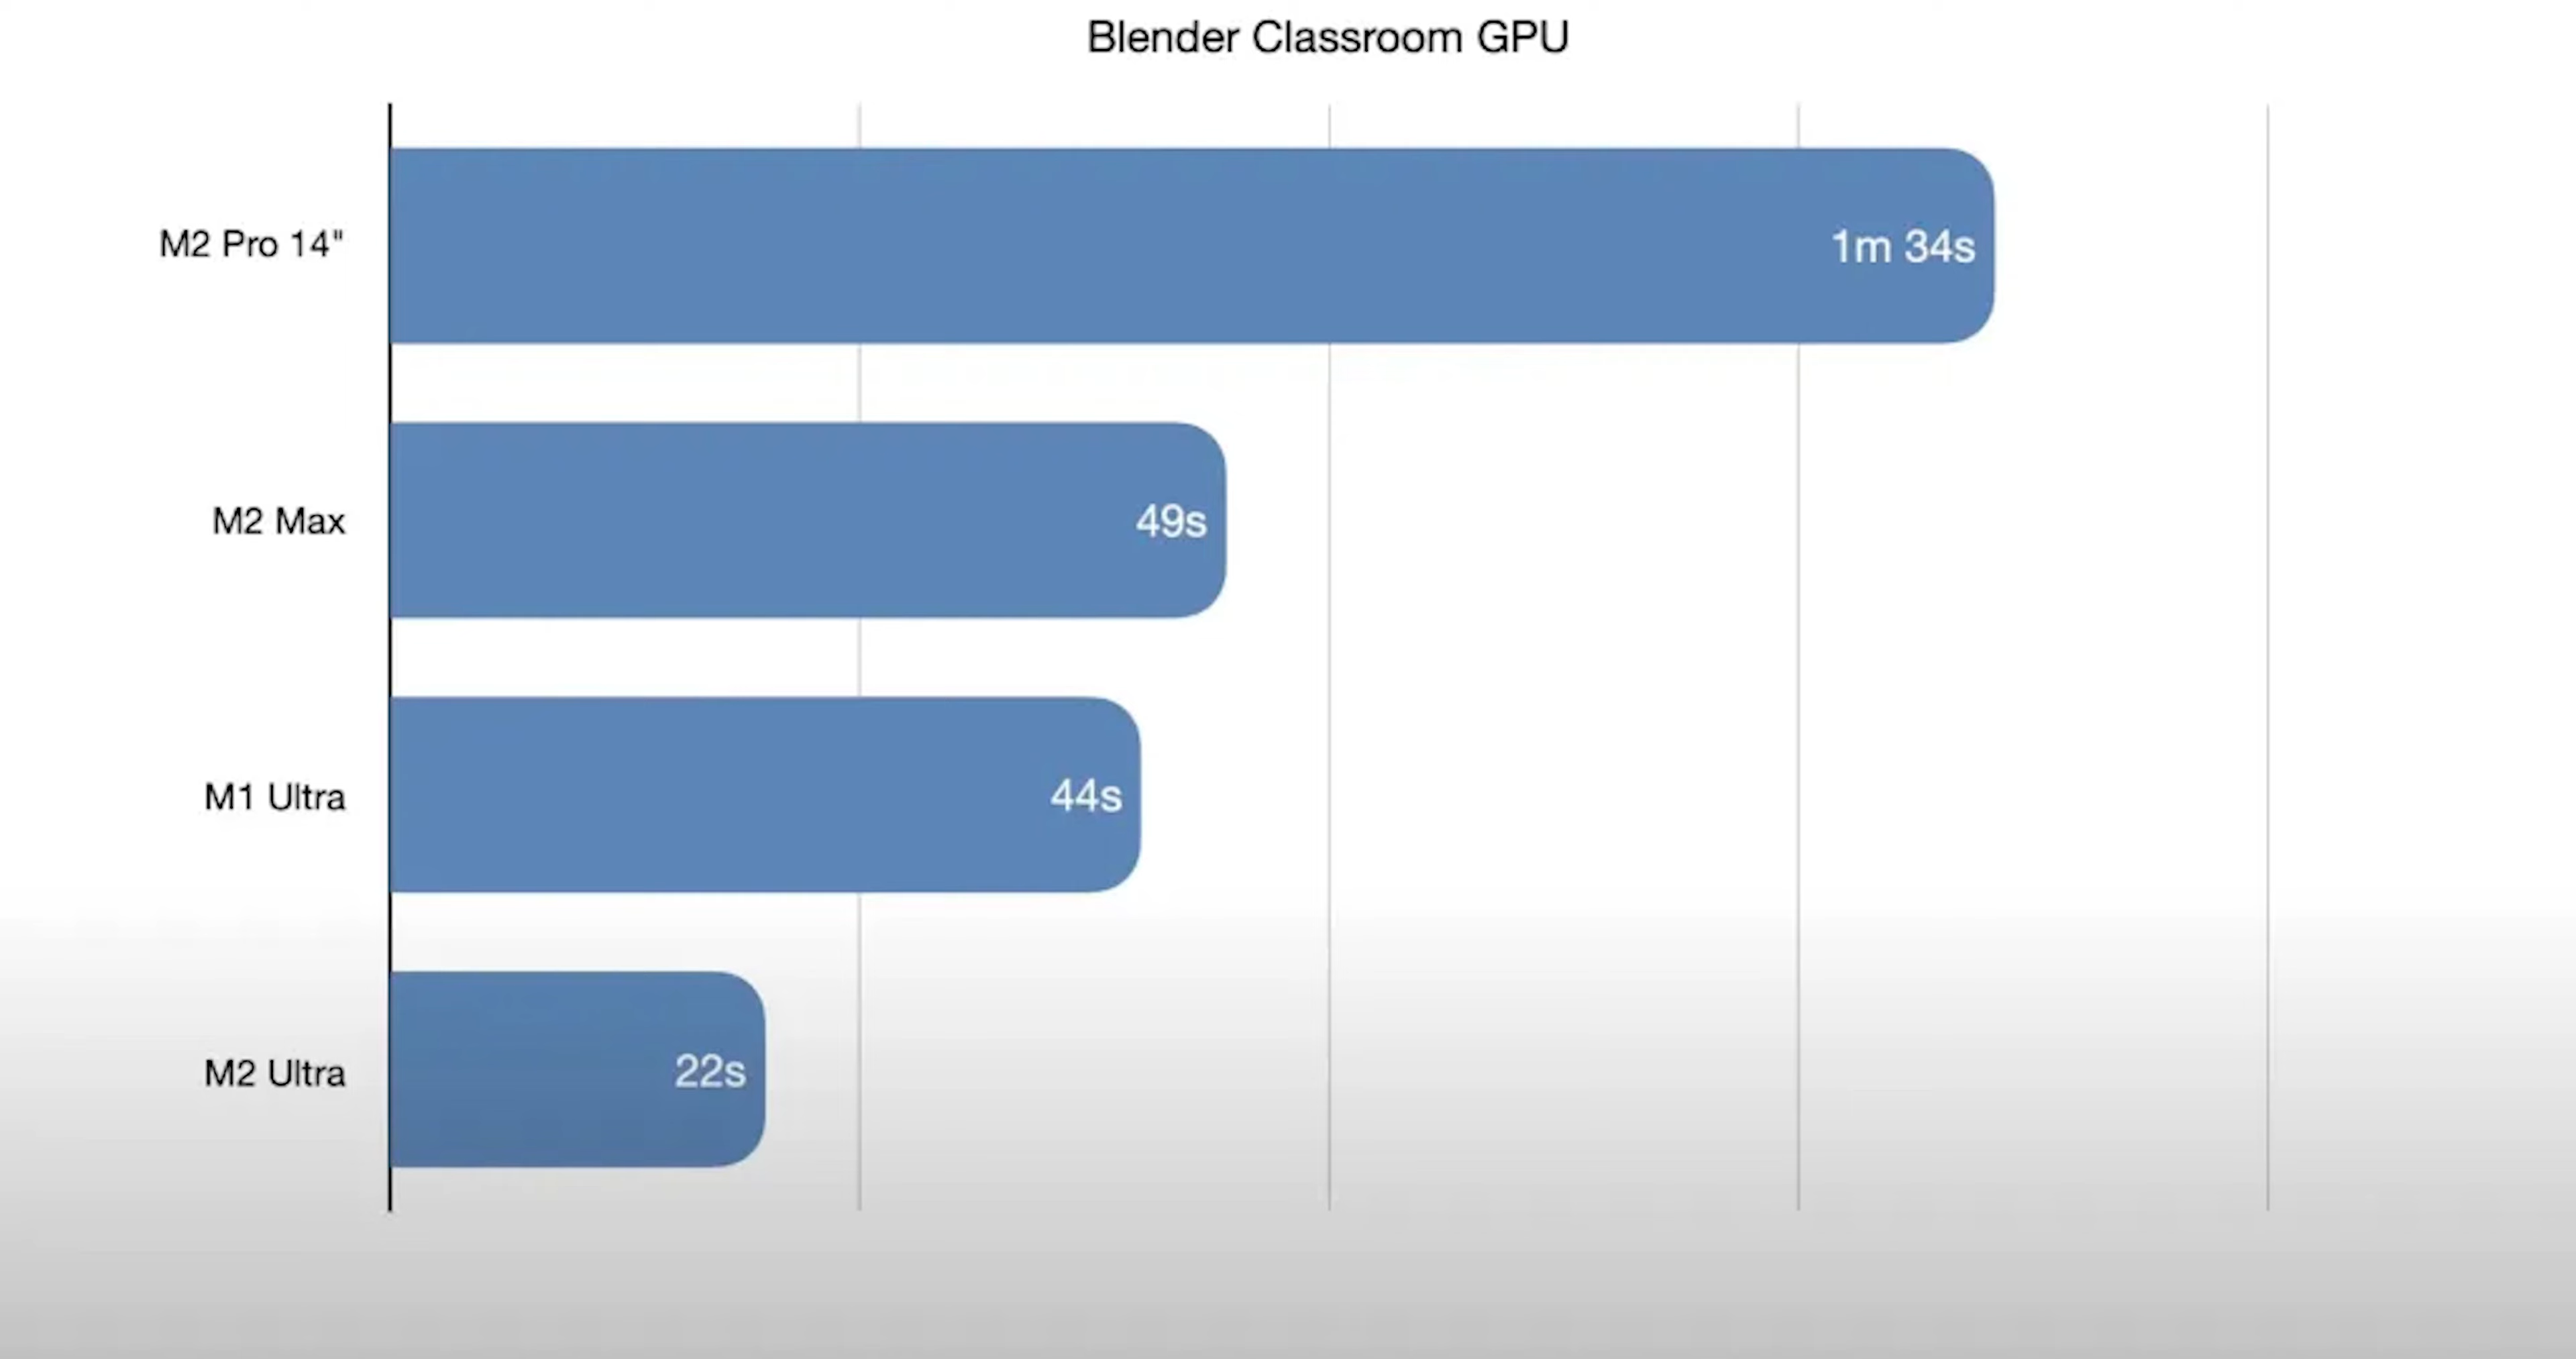 Blender Classroom GPU
M2 Pro 14"
1m 34s
M2 Max
49s
M1 Ultra
44s
M2 Ultra
22s